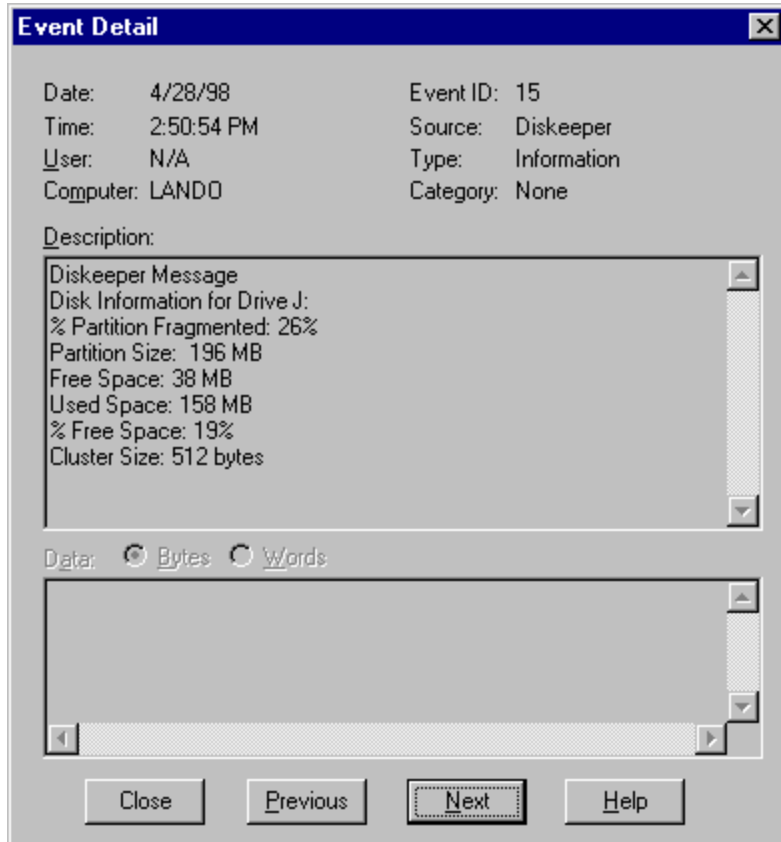 Event Detail
Date: 4/28/98 Event ID: 15
Time: 2:50:54 PM Source: Diskeeper
User: N/A Type: Information
Computer: LANDO Category: None
Description:
Diskeeper Message
Disk Information for Drive J:
% Partition Fragmented: 26%
Partition Size:  196 MB
Free Space: 38 MB
Used Space: 158 MB
% Free Space: 19%
Cluster Size: 512 bytes
Data: Bytes Words
Close Previous Next Help